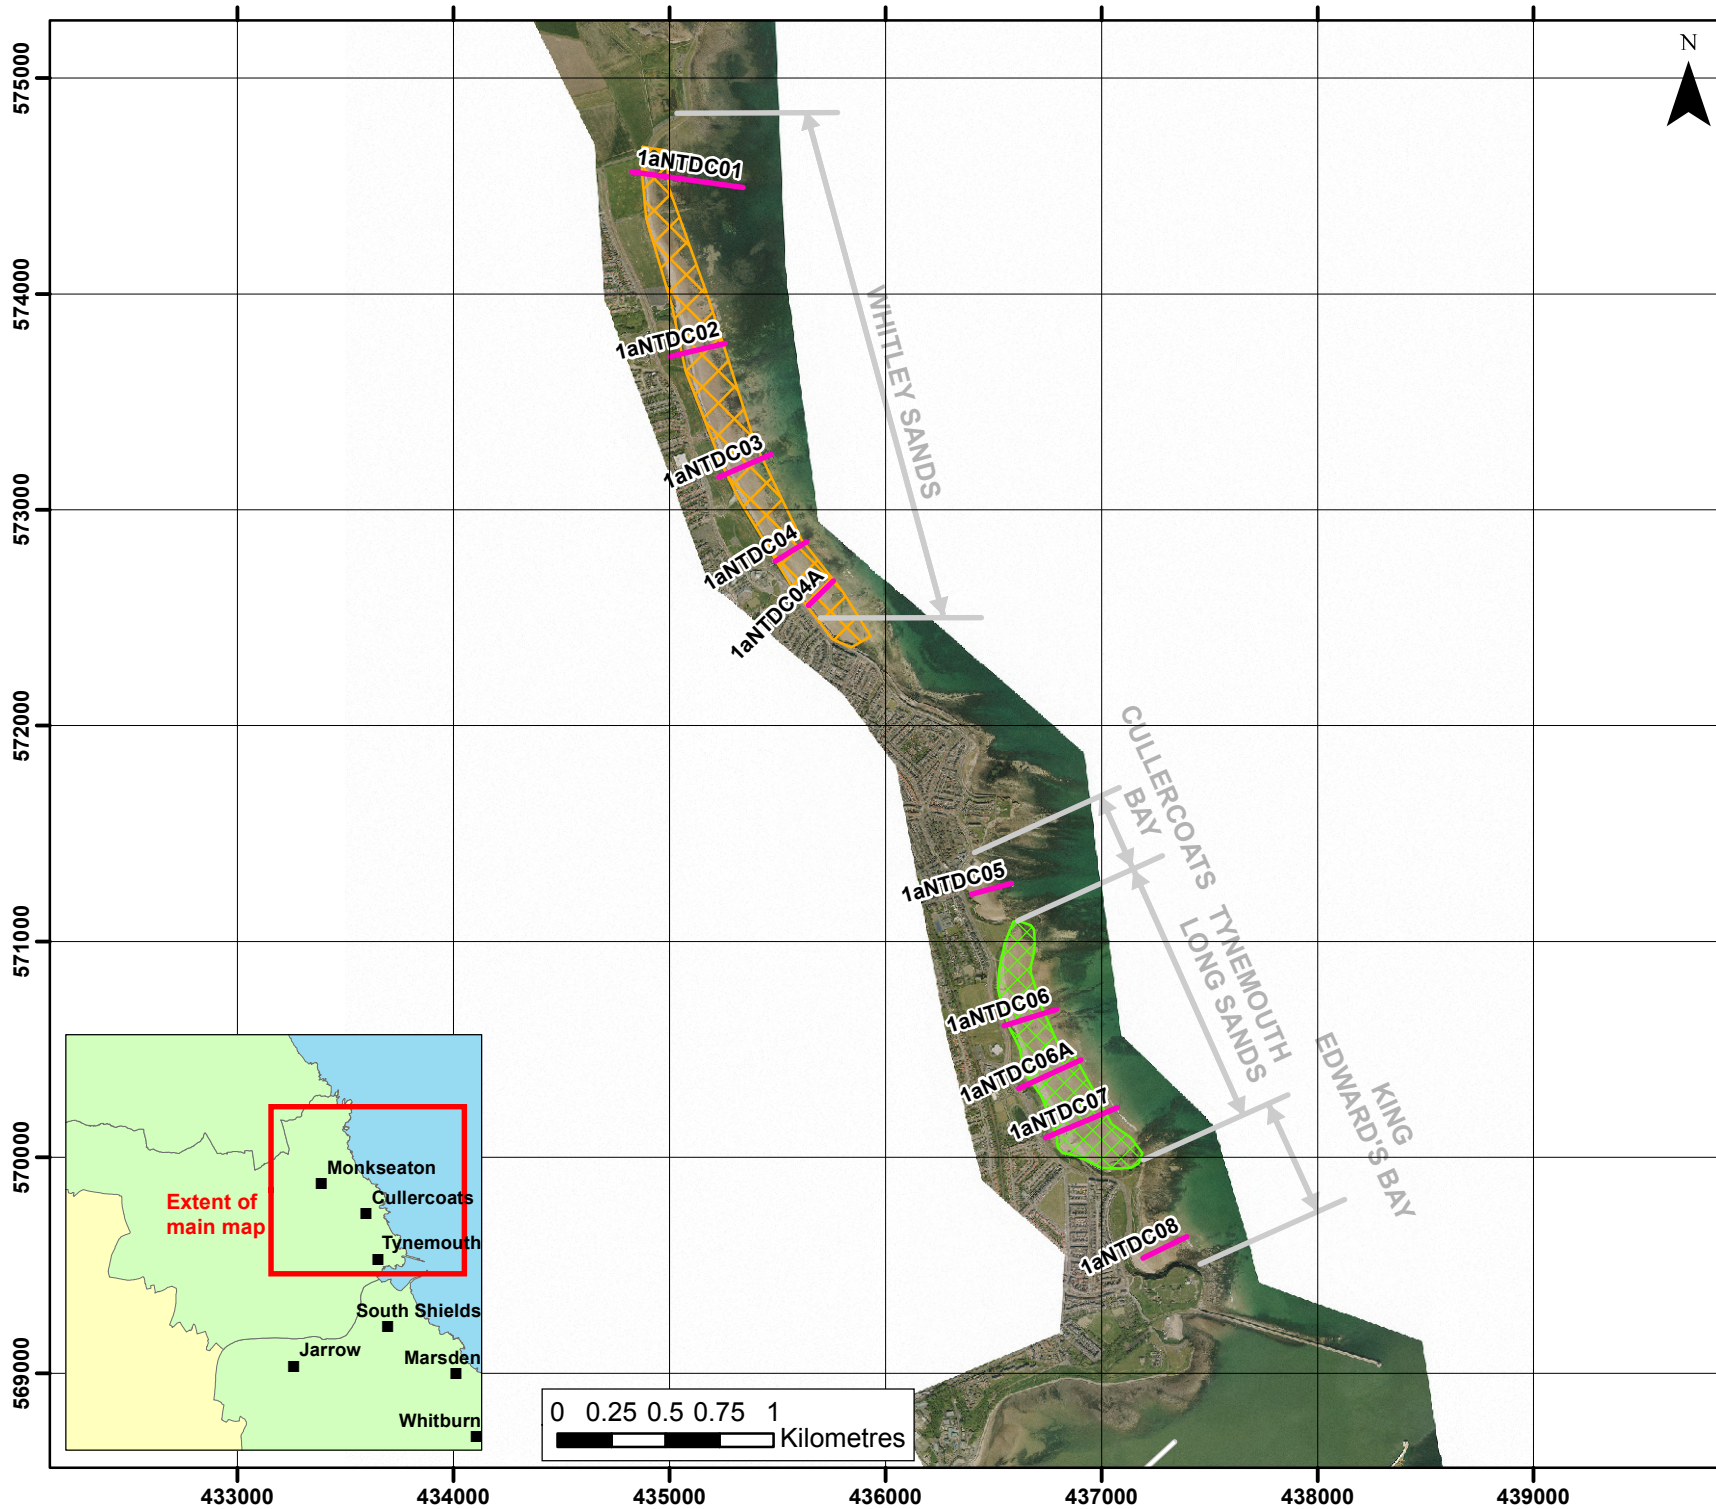 N
575000
574000
573000
572000
571000
570000
569000
1aNTDC01
1aNTDC02
1aNTDC03
1aNTDC04
1aNTDC04A
1aNTDC05
1aNTDC06
1aNTDC06A
1aNTDC07
1aNTDC08
WHITLEY SANDS
CULLERCOATS
BAY
TYNEMOUTH
LONG SANDS
KING
EDWARD'S BAY
Monkseaton
Cullercoats
Extent of
main map
Tynemouth
South Shields
Jarrow
Marsden
Whitburn
0 0.25 0.5 0.75 1
Kilometres
433000 434000 435000 436000 437000 438000 439000